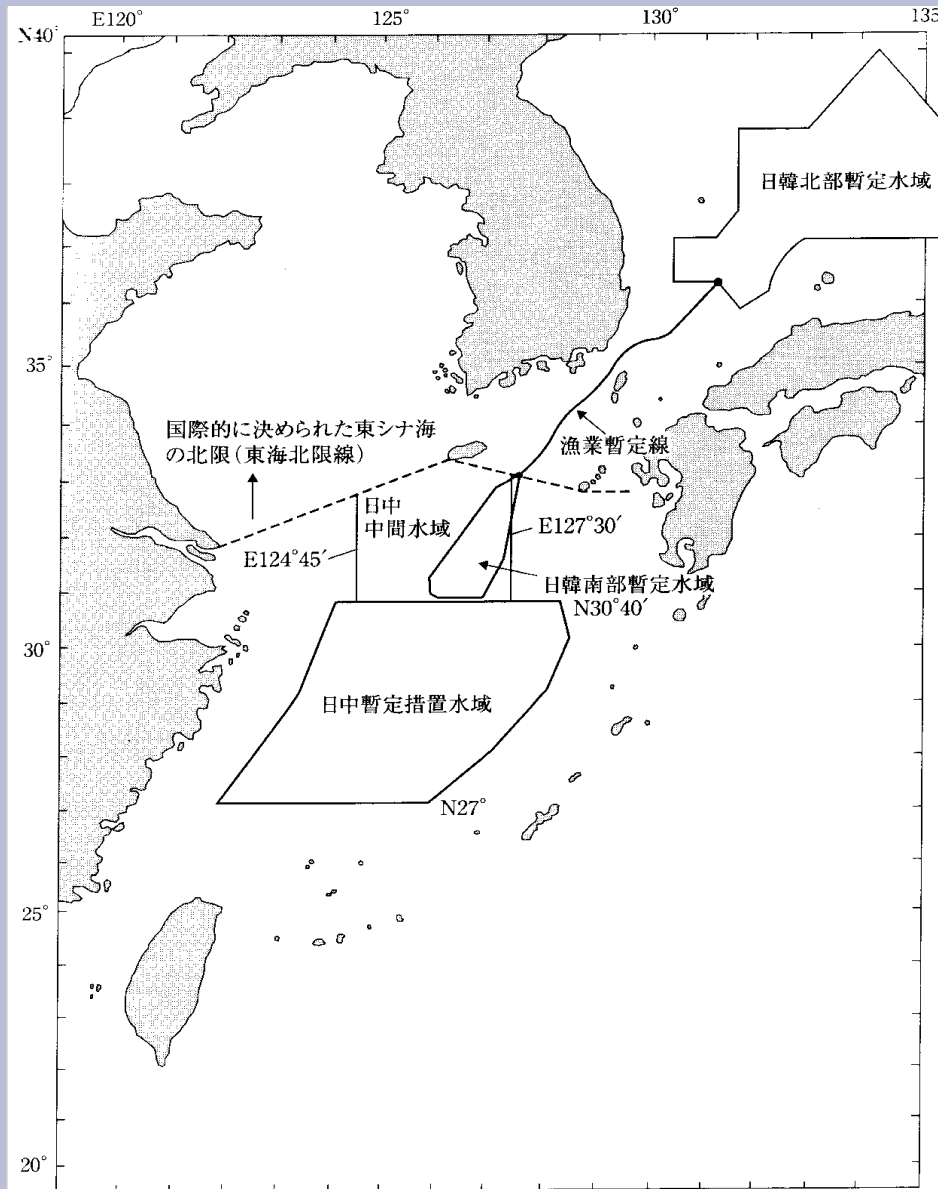 E120°
125°
130°
135
N40°
日韓北部暫定水域
35°
国際的に決められた東シナ海
の北限（東海北限線）
漁業暫定線
日中
中間水域
E127°30′
E124°45′
日韓南部暫定水域
N30°40′
30°
日中暫定措置水域
N27°
25°
20°